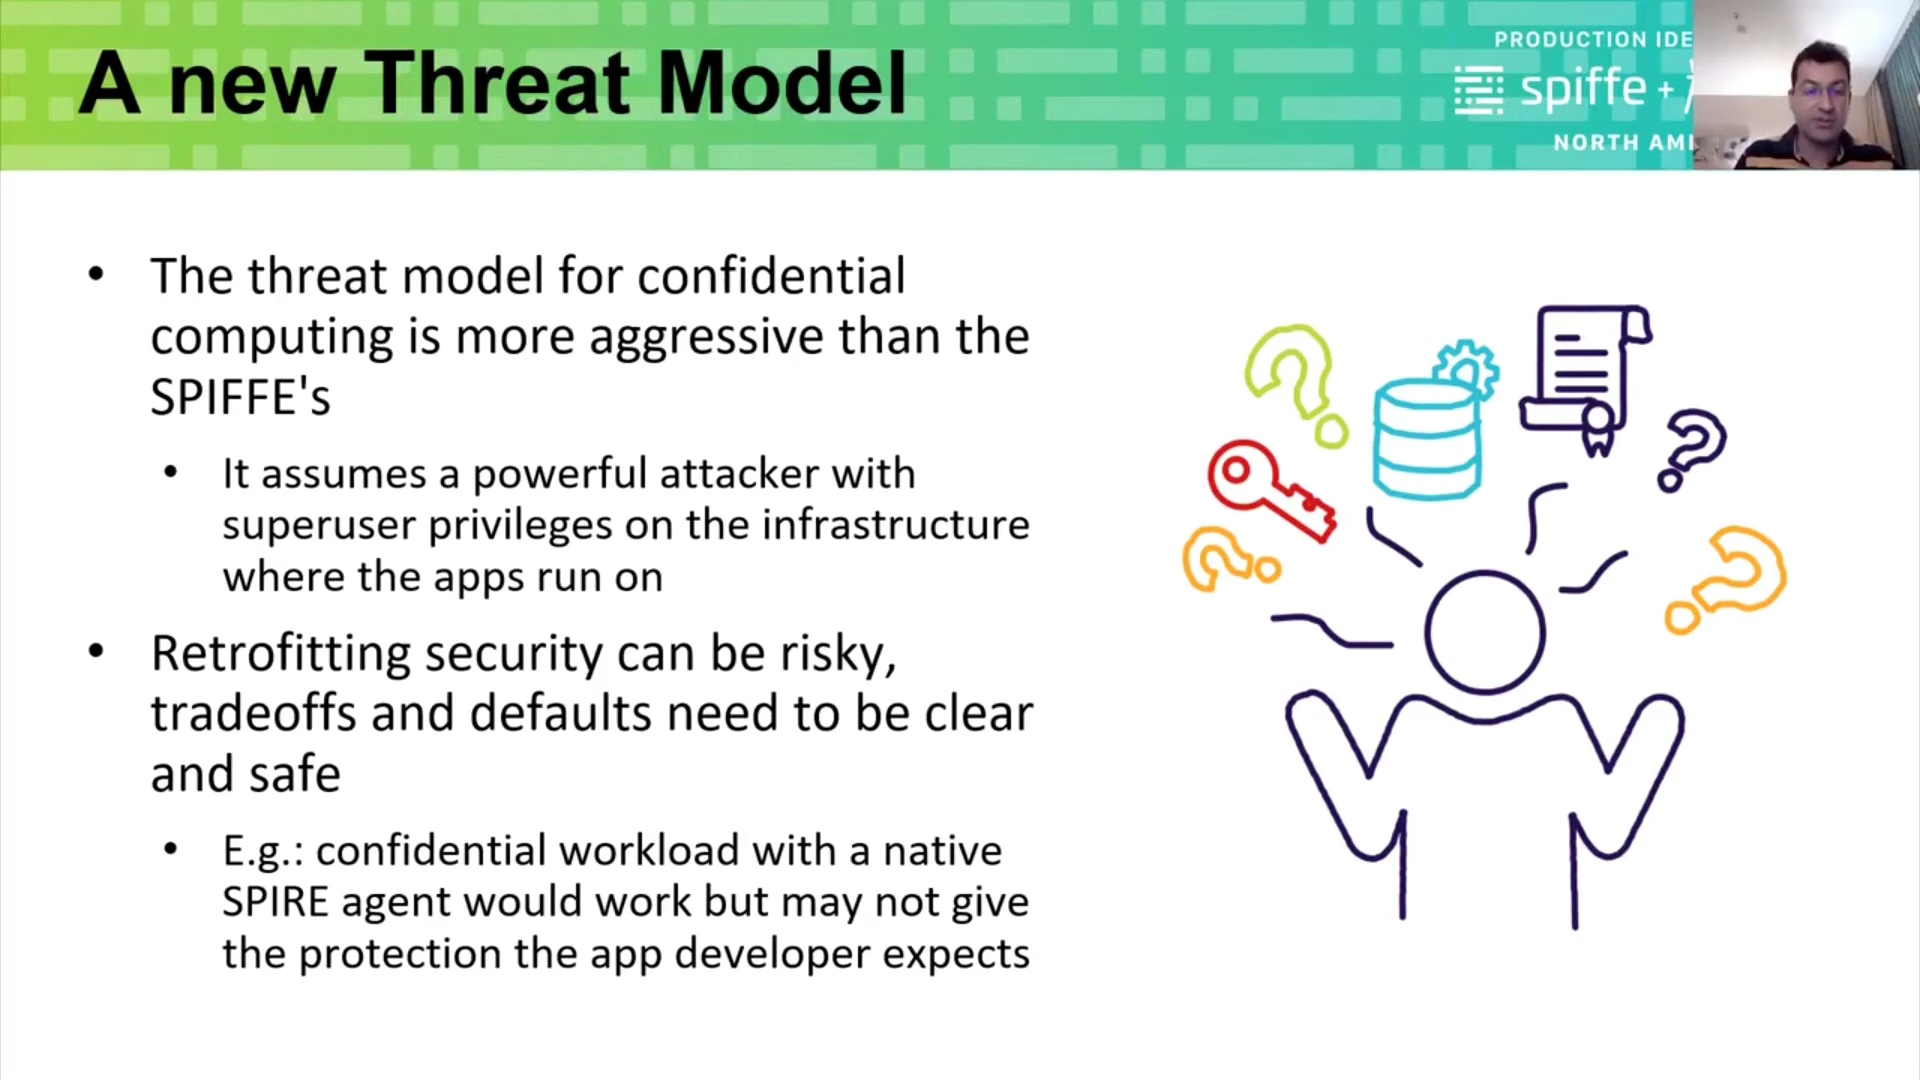 A new Threat Model
PRODUCTION IDE
spiffe +
NORTH AM
• The threat model for confidential
computing is more aggressive than the
SPIFFE's
• It assumes a powerful attacker with
superuser privileges on the infrastructure
where the apps run on
• Retrofitting security can be risky,
tradeoffs and defaults need to be clear
and safe
• E.g.: confidential workload with a native
SPIRE agent would work but may not give
the protection the app developer expects